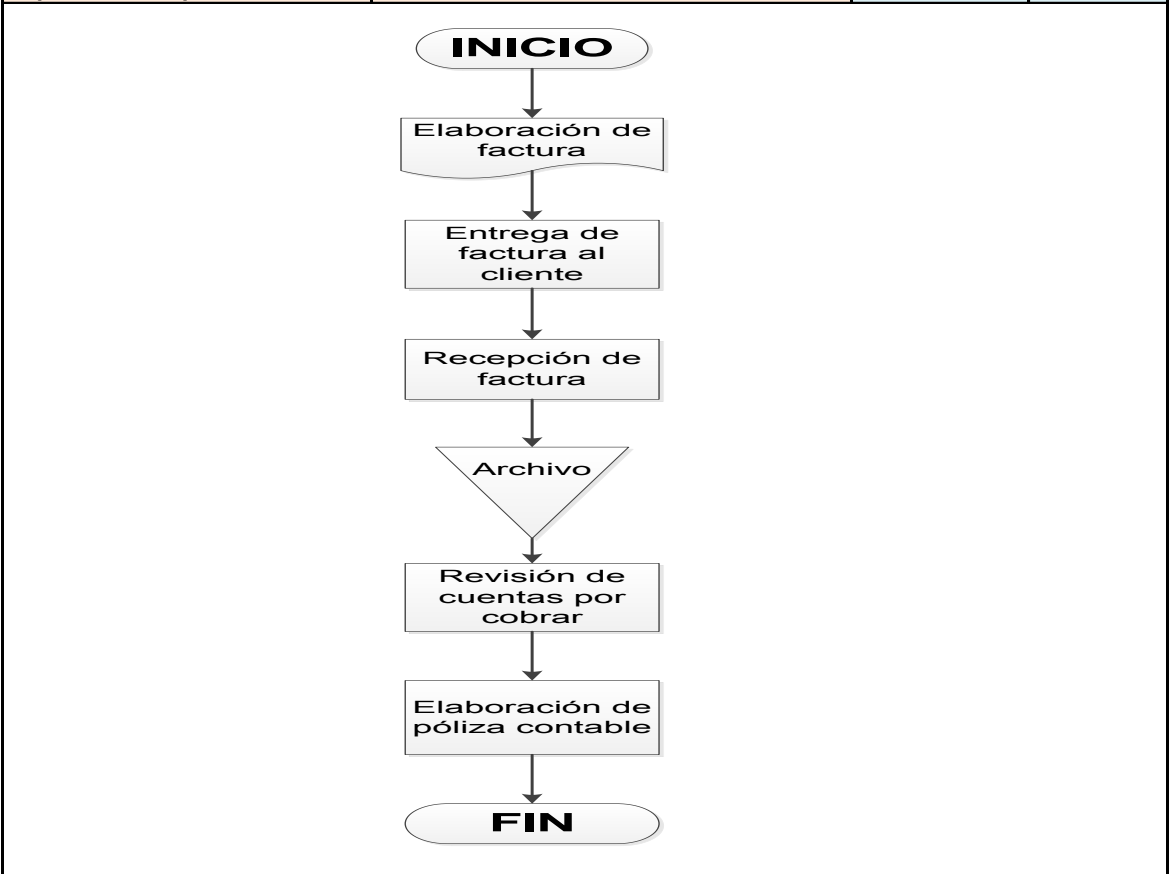 INICIO
Elaboración de
factura
Entrega de
factura al
cliente
Recepción de
factura
Archivo
Revisión de
cuentas por
cobrar
Elaboración de
póliza contable
FIN